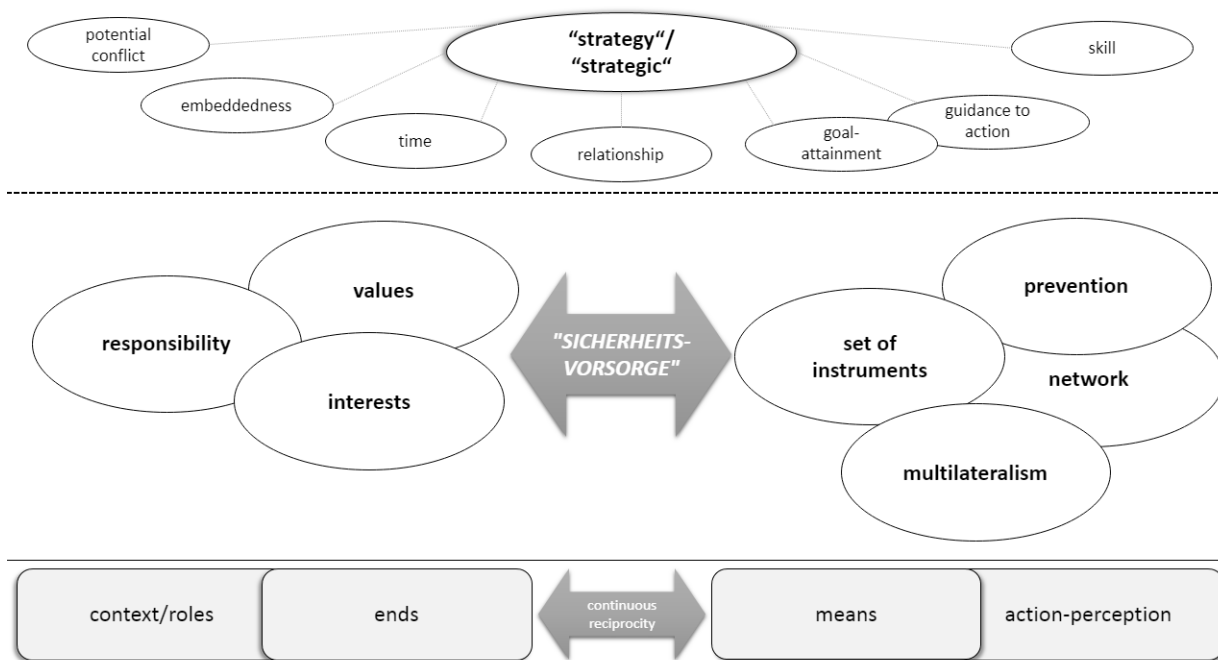 potential
conflict
“strategy“/
“strategic“
skill
embeddedness
time
relationship
goal-
attainment
guidance to
action
values
responsibility
interests
"SICHERHEITS-
VORSORGE"
prevention
set of
instruments
network
multilateralism
context/roles
ends
continuous
reciprocity
means
action-perception